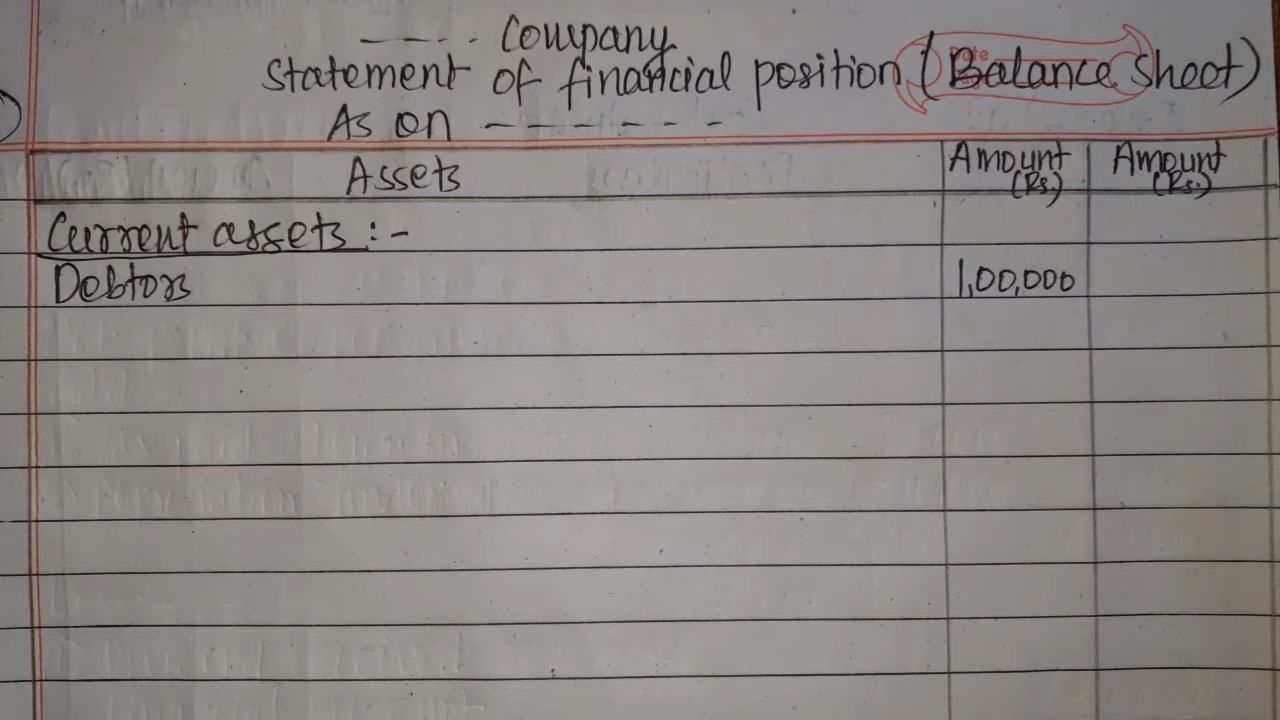 ---- Company
Statement of financial position (Balance Sheet)
As on -------
Assets Amount (Rs.) Amount (Rs.)
Current assets :-
Debtors 1,00,000